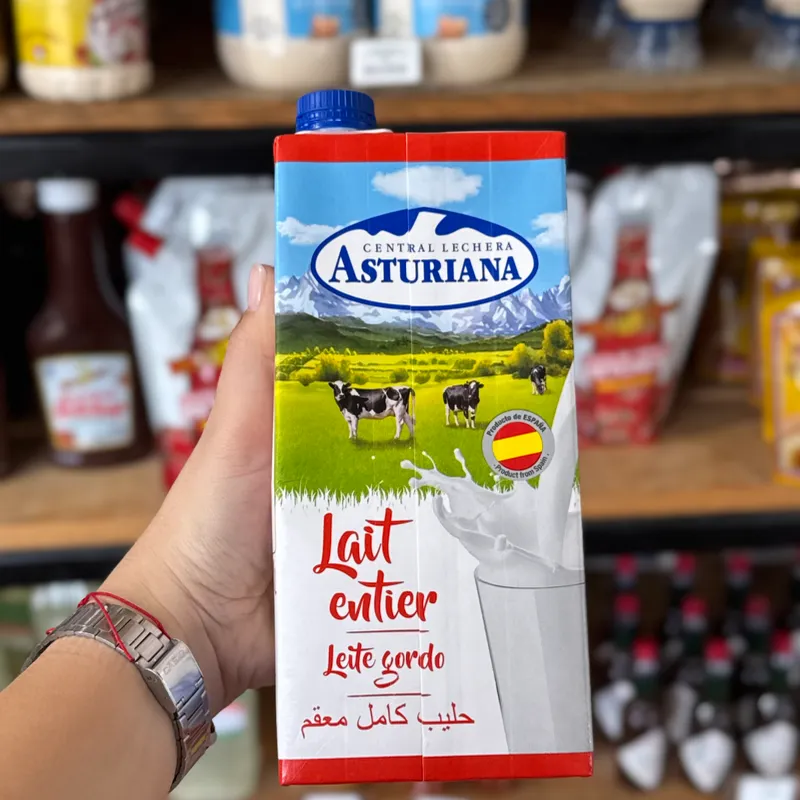 CENTRAL LECHERA
ASTURIANA
Producto de ESPAÑA
· Product from Spain ·
Lait
entier
Leite gordo
حليب كامل معقم